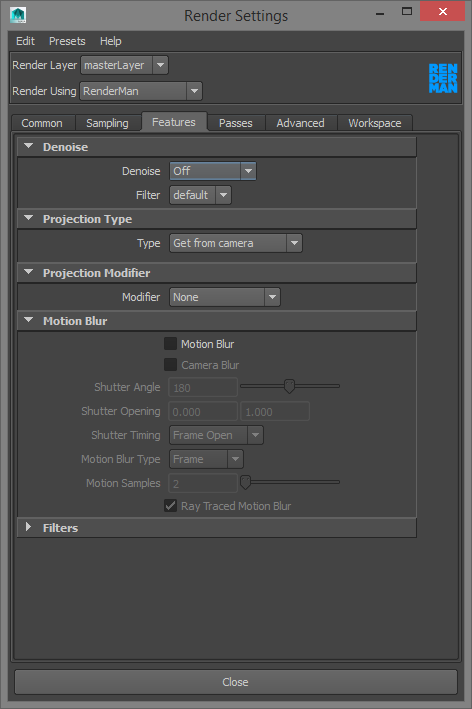 Render Settings
Edit Presets Help
Render Layer masterLayer
Render Using RenderMan
REN
DER
MAN
Common Sampling Features Passes Advanced Workspace
Denoise
Denoise Off
Filter default
Projection Type
Type Get from camera
Projection Modifier
Modifier None
Motion Blur
Motion Blur
Camera Blur
Shutter Angle 180
Shutter Opening 0.000 1.000
Shutter Timing Frame Open
Motion Blur Type Frame
Motion Samples 2
Ray Traced Motion Blur
Filters
Close